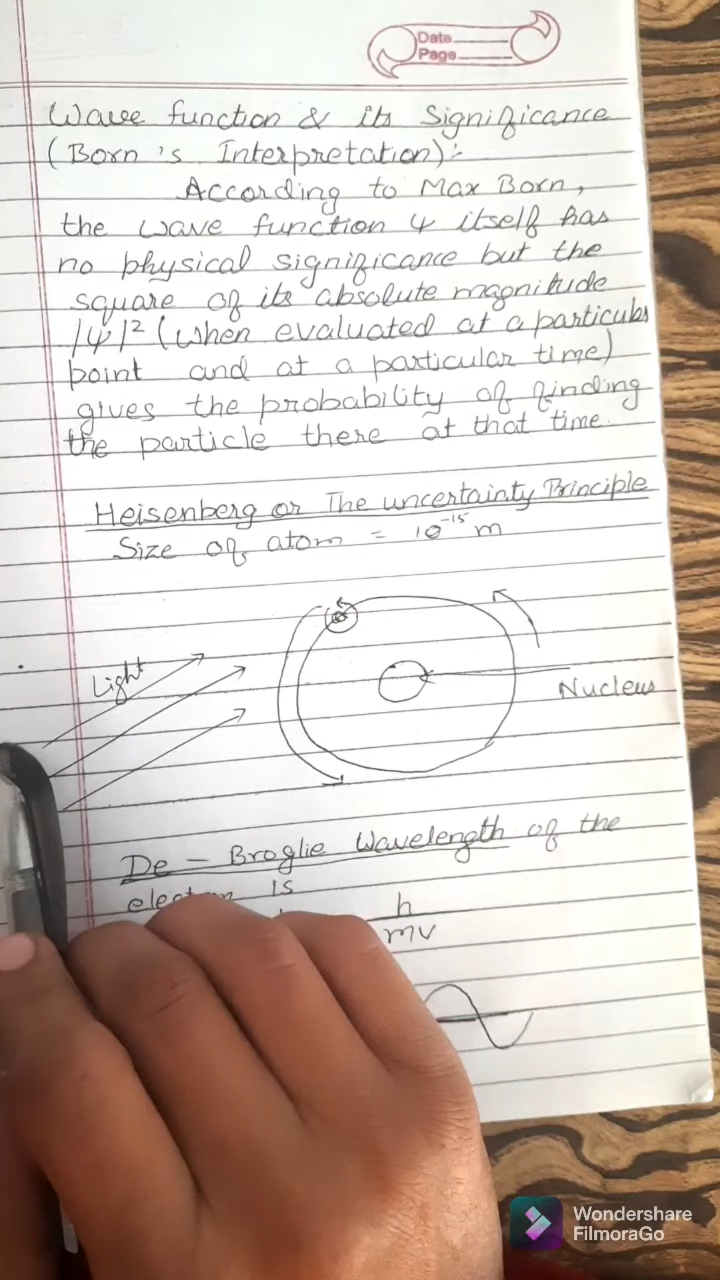 Date
Page
Wave function & its Significance
(Born's Interpretation):-
According to Max Born,
the wave function ψ itself has
no physical significance but the
square of its absolute magnitude
|ψ|² (when evaluated at a particular
point and at a particular time)
gives the probability of finding
the particle there at that time.
Heisenberg or The uncertainty Principle
Size of atom = 10⁻¹⁵ m
Light
Nucleus
De - Broglie Wavelength of the
electron is
h
mv
Wondershare
FilmoraGo